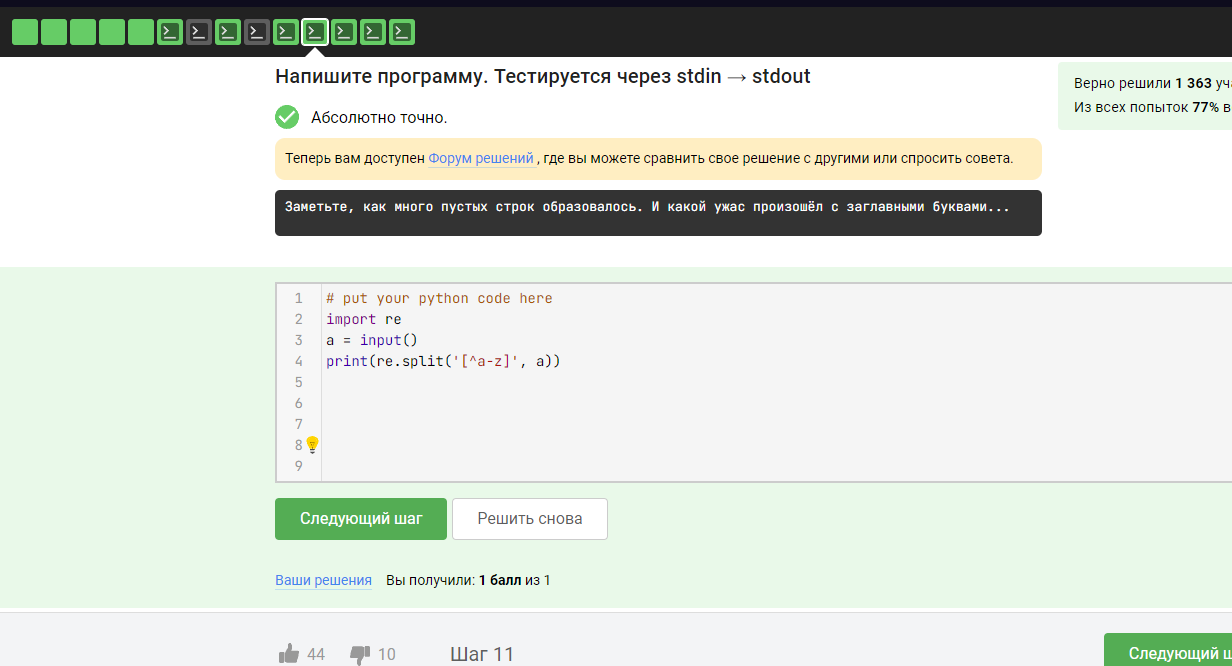 Напишите программу. Тестируется через stdin → stdout
Верно решили 1 363
Абсолютно точно.
Из всех попыток 77%
Теперь вам доступен Форум решений , где вы можете сравнить свое решение с другими или спросить совета.
Заметьте, как много пустых строк образовалось. И какой ужас произошёл с заглавными буквами...
1 # put your python code here
2 import re
3 a = input()
4 print(re.split('[^a-z]', a))
5
6
7
8
9
Следующий шаг Решить снова
Ваши решения Вы получили: 1 балл из 1
44 10 Шаг 11
Следующий